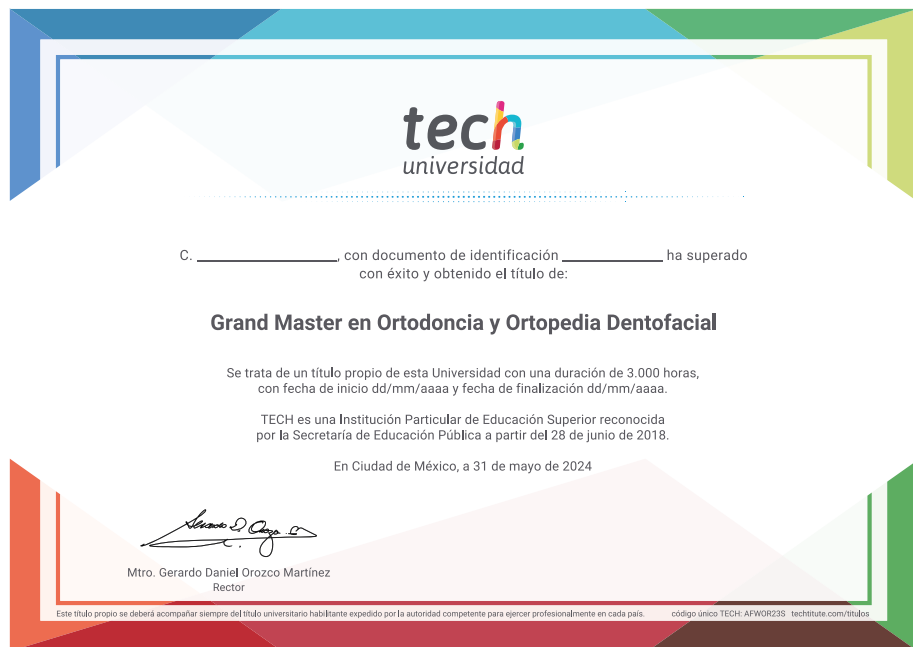 tech
universidad
C. ____________, con documento de identificación ____________ ha superado
con éxito y obtenido el título de:
Grand Master en Ortodoncia y Ortopedia Dentofacial
Se trata de un título propio de esta Universidad con una duración de 3.000 horas,
con fecha de inicio dd/mm/aaaa y fecha de finalización dd/mm/aaaa.
TECH es una Institución Particular de Educación Superior reconocida
por la Secretaría de Educación Pública a partir del 28 de junio de 2018.
En Ciudad de México, a 31 de mayo de 2024
Mtro. Gerardo Daniel Orozco Martínez
Rector
Este título propio se deberá acompañar siempre del título universitario habilitante expedido por la autoridad competente para ejercer profesionalmente en cada país. código único TECH: AFWOR23S techtitute.com/titulos